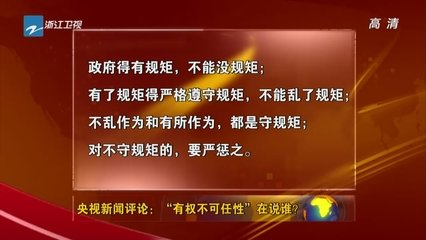 浙江卫视
高清
政府得有规矩，不能没规矩；
有了规矩得严格遵守规矩，不能乱了规矩；
不乱作为和有所作为，都是守规矩；
对不守规矩的，要严惩之。
央视新闻评论：“有权不可任性”在说谁？